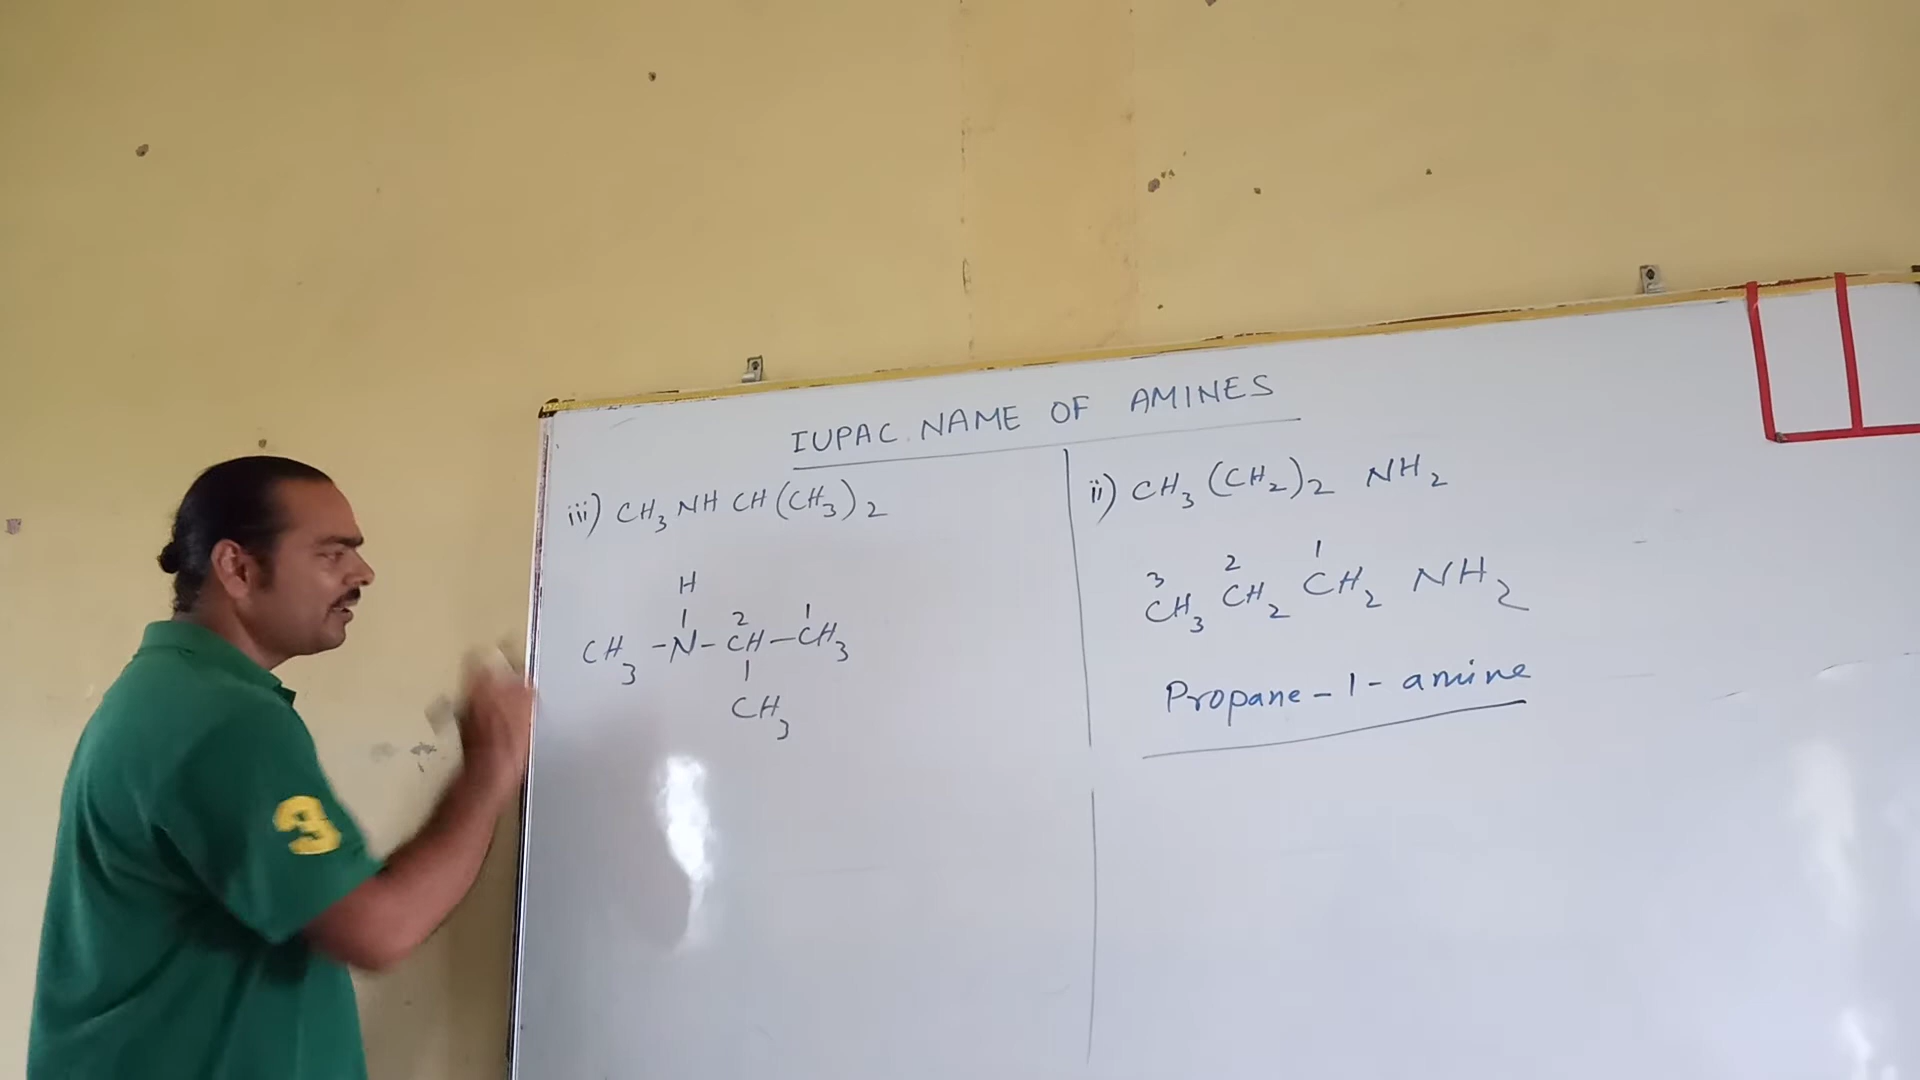 IUPAC NAME OF AMINES
iii) CH₃ NH CH (CH₃)₂
H
|
2 1
CH₃ - N - CH - CH₃
|
CH₃
ii) CH₃ (CH₂)₂ NH₂
3 2 1
CH₃ CH₂ CH₂ NH₂
Propane - 1 - amine
3